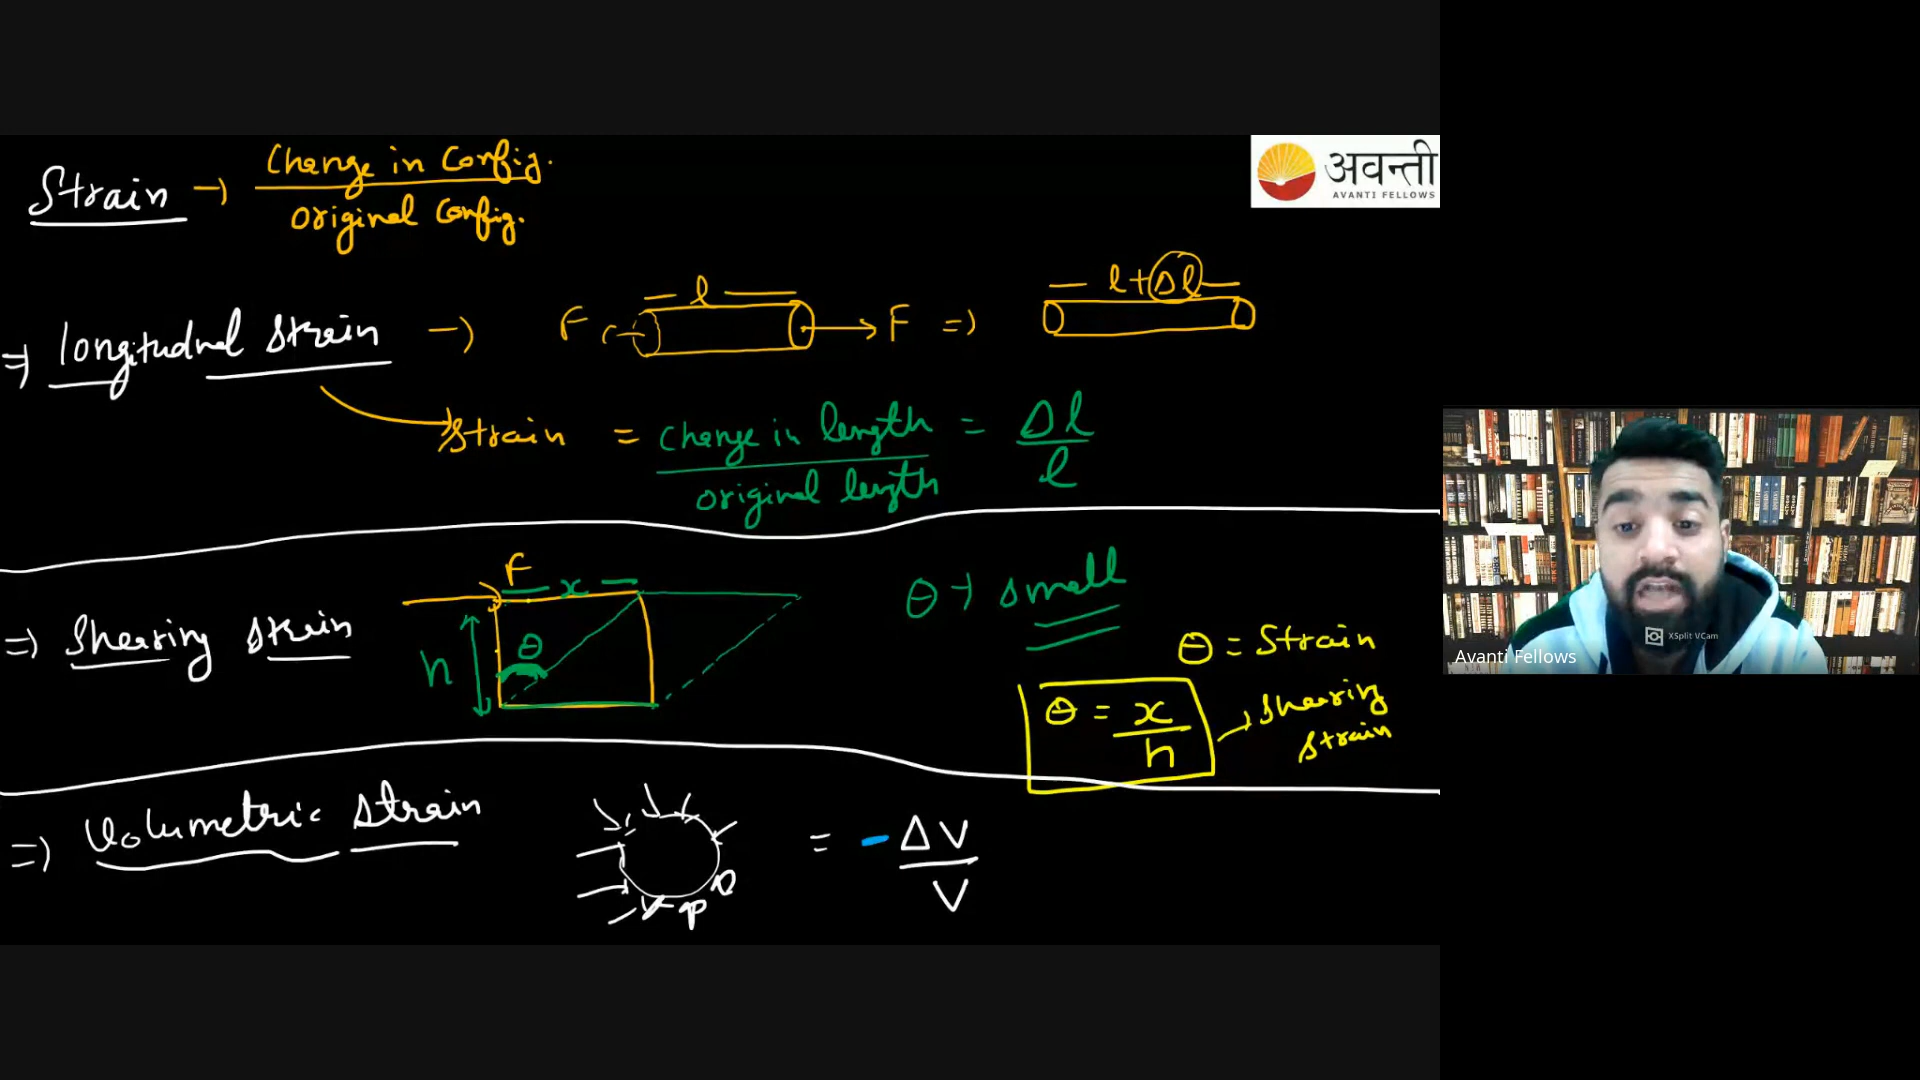 Strain → Change in Config.
Original Config.
अवन्ती
AVANTI FELLOWS
⇒ longitudnal strain → F l F ⇒ l+Δl
Strain = Change in length = Δl
original length l
F x
θ → small
⇒ Shearing strain
h θ
θ = Strain
θ = x/h → Shearing strain
⇒ Volumetric strain
P
= - ΔV
V
XSplit VCam
Avanti Fellows